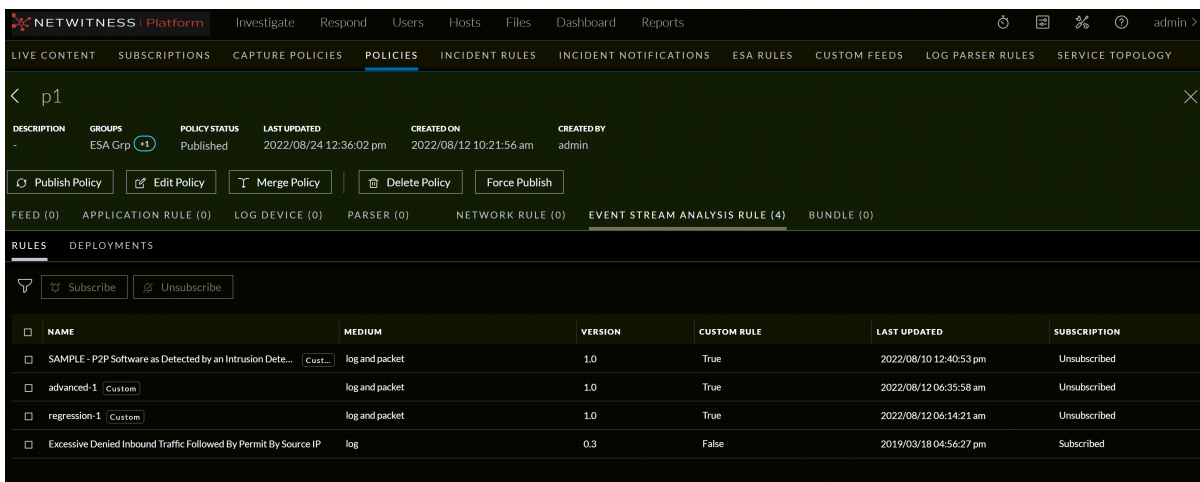 NETWITNESS Platform Investigate Respond Users Hosts Files Dashboard Reports admin >
LIVE CONTENT SUBSCRIPTIONS CAPTURE POLICIES POLICIES INCIDENT RULES INCIDENT NOTIFICATIONS ESA RULES CUSTOM FEEDS LOG PARSER RULES SERVICE TOPOLOGY
p1
DESCRIPTION GROUPS POLICY STATUS LAST UPDATED CREATED ON CREATED BY
- ESA Grp +1 Published 2022/08/24 12:36:02 pm 2022/08/12 10:21:56 am admin
Publish Policy Edit Policy Merge Policy Delete Policy Force Publish
FEED (0) APPLICATION RULE (0) LOG DEVICE (0) PARSER (0) NETWORK RULE (0) EVENT STREAM ANALYSIS RULE (4) BUNDLE (0)
RULES DEPLOYMENTS
Subscribe Unsubscribe
NAME MEDIUM VERSION CUSTOM RULE LAST UPDATED SUBSCRIPTION
SAMPLE - P2P Software as Detected by an Intrusion Dete... Cust... log and packet 1.0 True 2022/08/10 12:40:53 pm Unsubscribed
advanced-1 Custom log and packet 1.0 True 2022/08/12 06:35:58 am Unsubscribed
regression-1 Custom log and packet 1.0 True 2022/08/12 06:14:21 am Unsubscribed
Excessive Denied Inbound Traffic Followed By Permit By Source IP log 0.3 False 2019/03/18 04:56:27 pm Subscribed